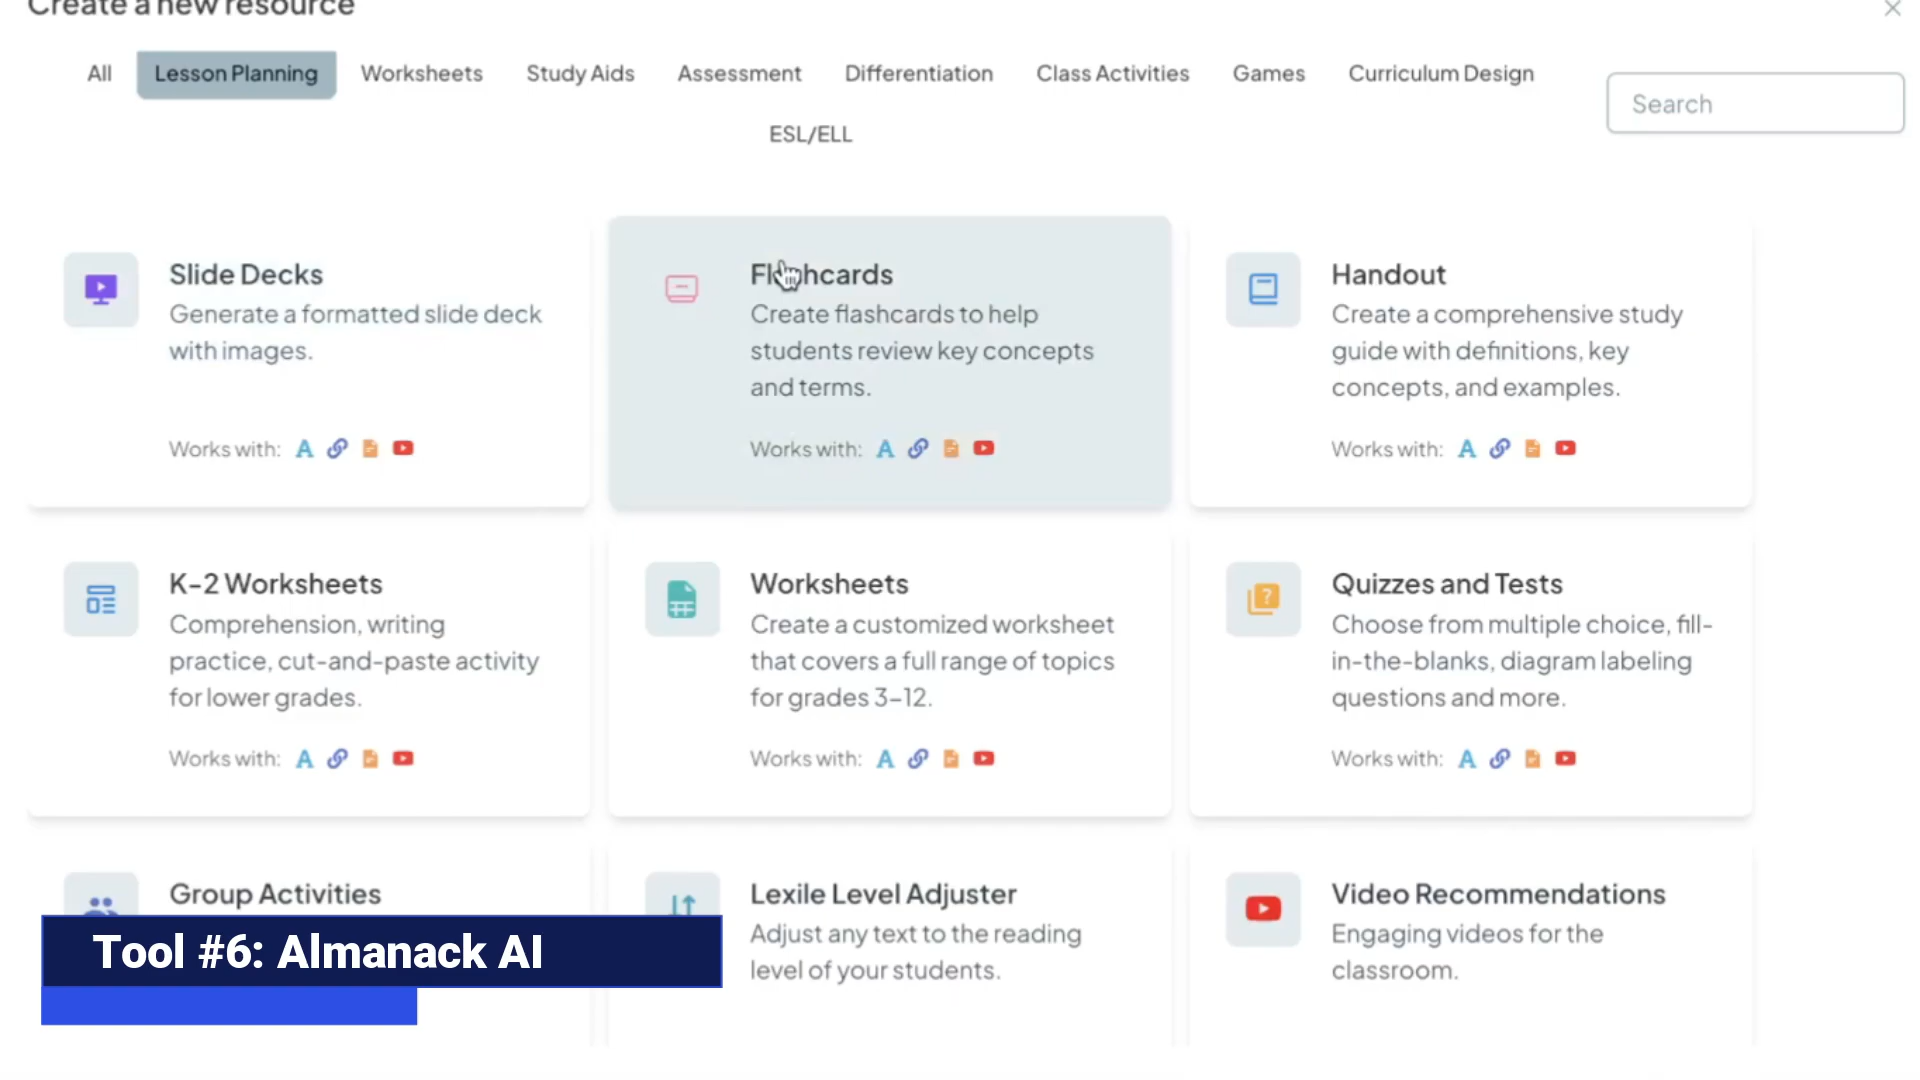 Create a new resource
All Lesson Planning Worksheets Study Aids Assessment Differentiation Class Activities Games Curriculum Design
ESL/ELL
Search
Slide Decks
Generate a formatted slide deck
with images.
Works with:
Flashcards
Create flashcards to help
students review key concepts
and terms.
Works with:
Handout
Create a comprehensive study
guide with definitions, key
concepts, and examples.
Works with:
K-2 Worksheets
Comprehension, writing
practice, cut-and-paste activity
for lower grades.
Works with:
Worksheets
Create a customized worksheet
that covers a full range of topics
for grades 3-12.
Works with:
Quizzes and Tests
Choose from multiple choice, fill-
in-the-blanks, diagram labeling
questions and more.
Works with:
Group Activities
Lexile Level Adjuster
Adjust any text to the reading
level of your students.
Video Recommendations
Engaging videos for the
classroom.
Tool #6: Almanack AI